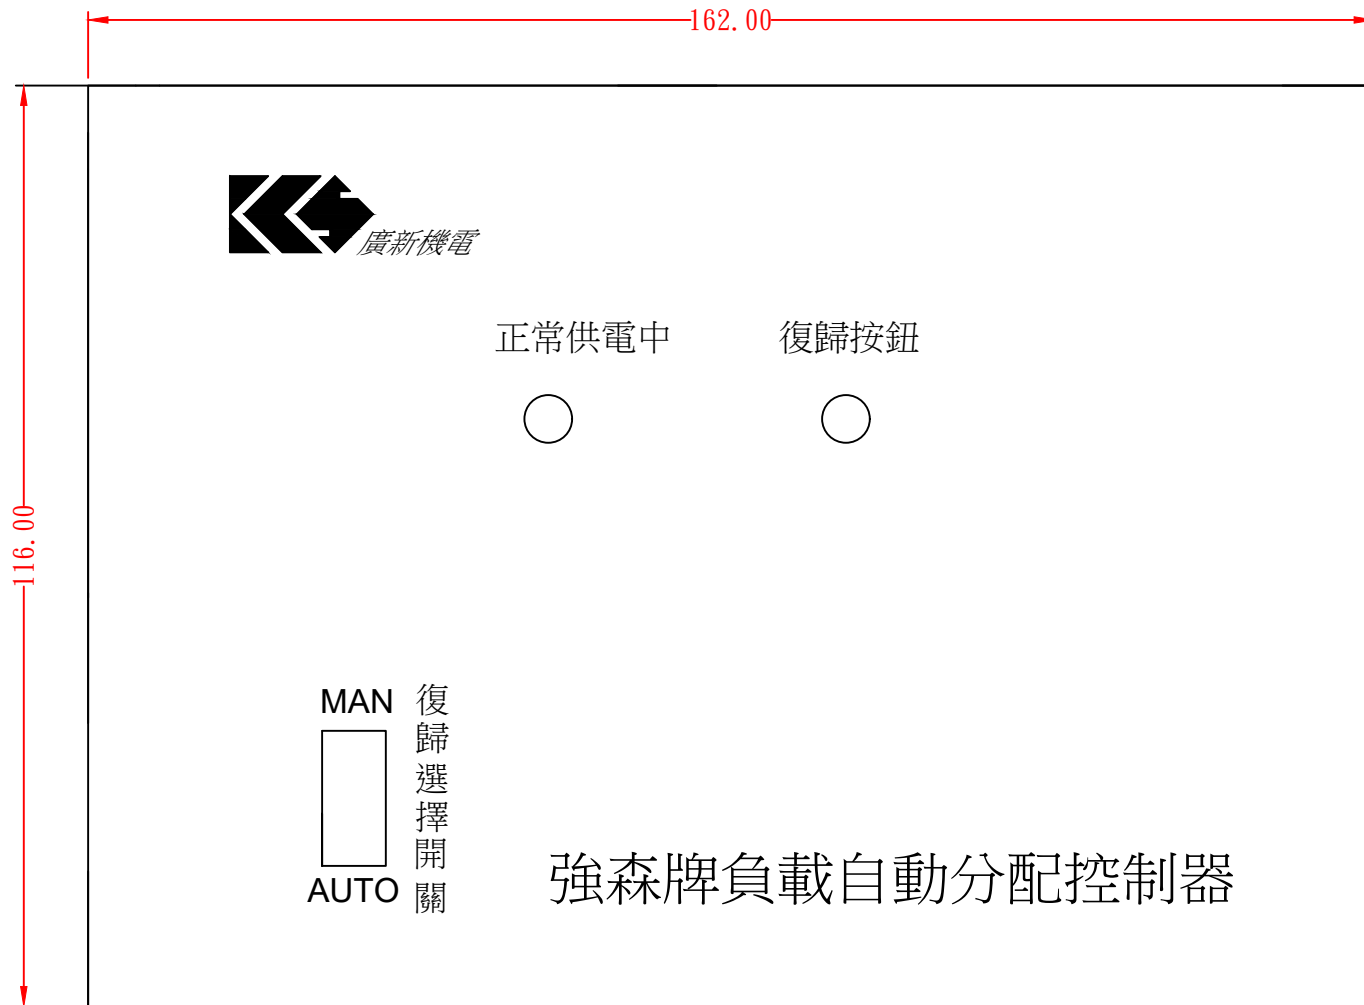 162.00
116.00
KCS
廣新機電
正常供電中
復歸按鈕
MAN
復歸選擇開關
AUTO
強森牌負載自動分配控制器